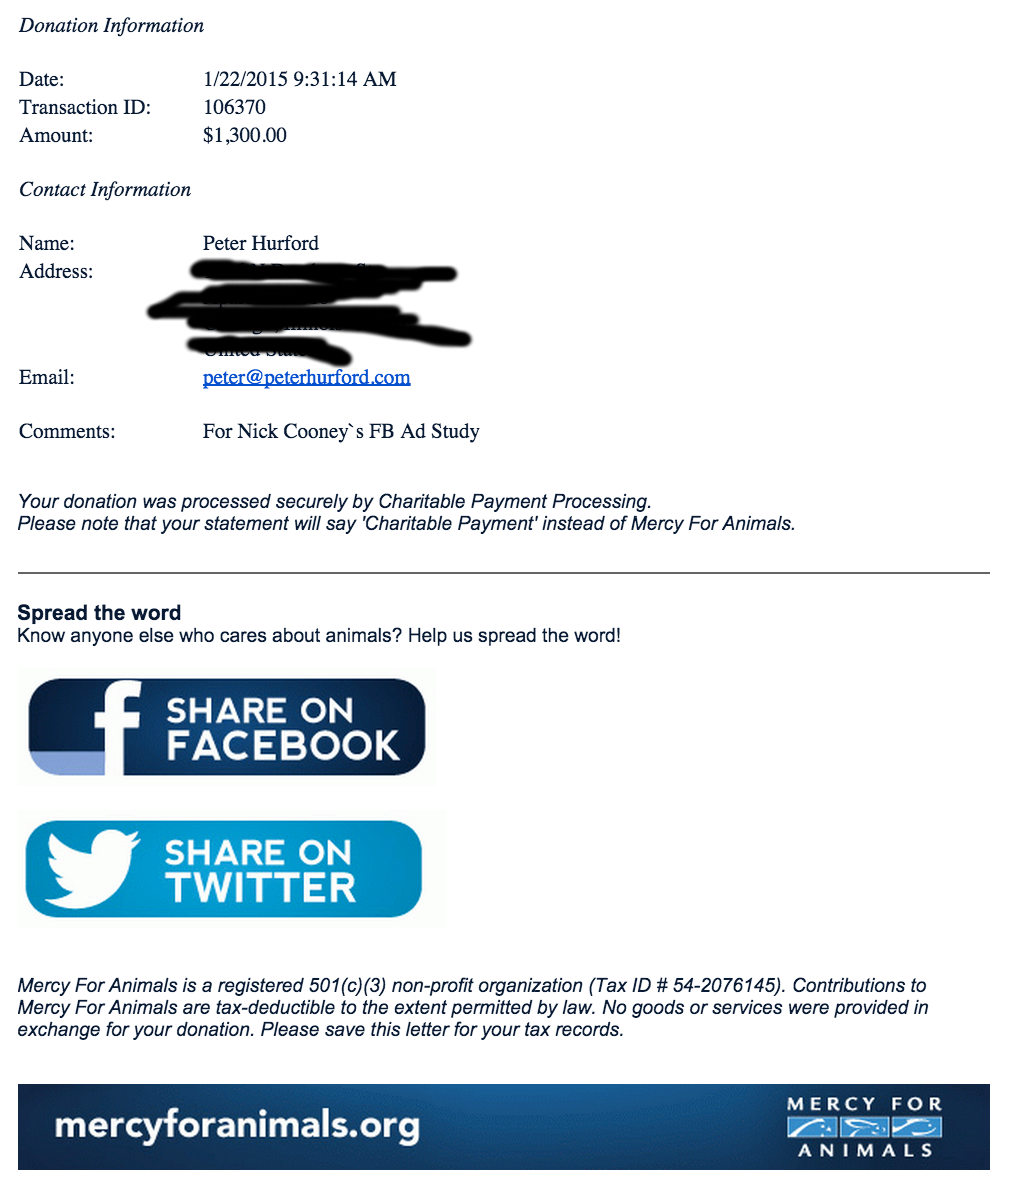 Donation Information
Date: 1/22/2015 9:31:14 AM
Transaction ID: 106370
Amount: $1,300.00
Contact Information
Name: Peter Hurford
Address:
Email: peter@peterhurford.com
Comments: For Nick Cooney`s FB Ad Study
Your donation was processed securely by Charitable Payment Processing.
Please note that your statement will say 'Charitable Payment' instead of Mercy For Animals.
Spread the word
Know anyone else who cares about animals? Help us spread the word!
SHARE ON
FACEBOOK
SHARE ON
TWITTER
Mercy For Animals is a registered 501(c)(3) non-profit organization (Tax ID # 54-2076145). Contributions to
Mercy For Animals are tax-deductible to the extent permitted by law. No goods or services were provided in
exchange for your donation. Please save this letter for your tax records.
mercyforanimals.org
MERCY FOR
ANIMALS